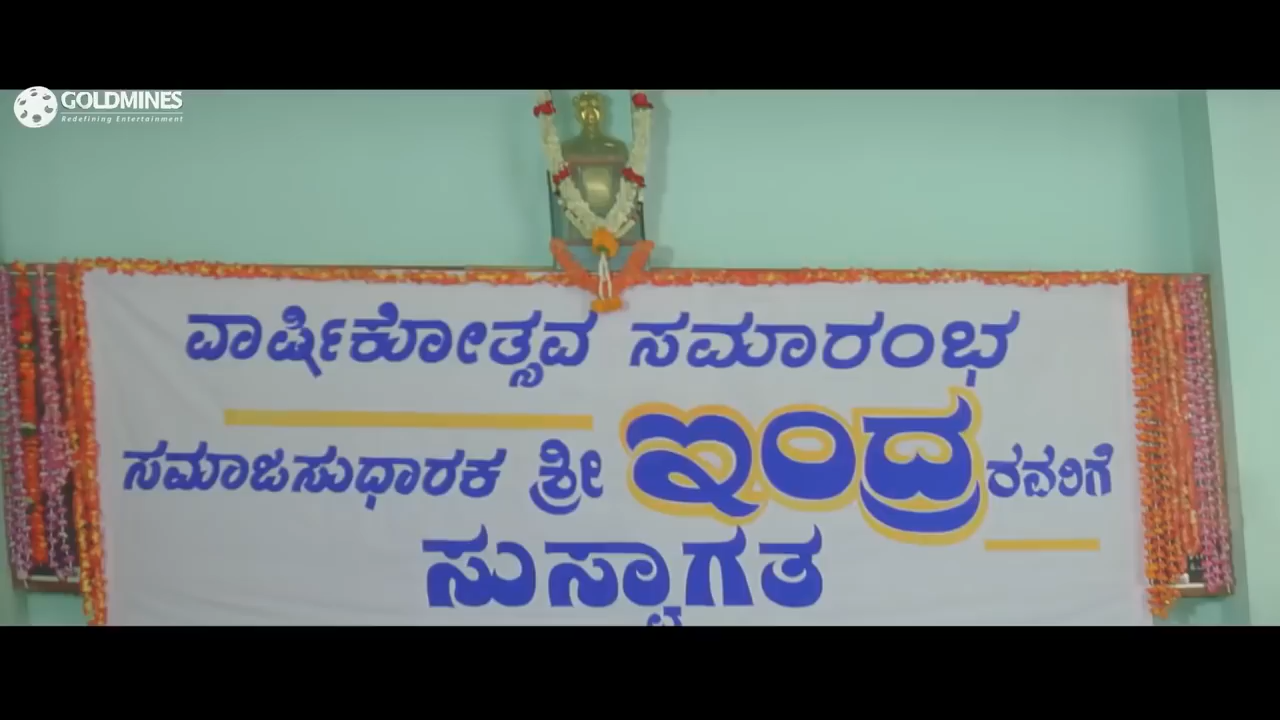 GOLDMINES
Redefining Entertainment
ವಾರ್ಷಿಕೋತ್ಸವ ಸಮಾರಂಭ
ಸಮಾಜಸುಧಾರಕ ಶ್ರೀ ಇಂದ್ರರವರಿಗೆ
ಸುಸ್ವಾಗತ